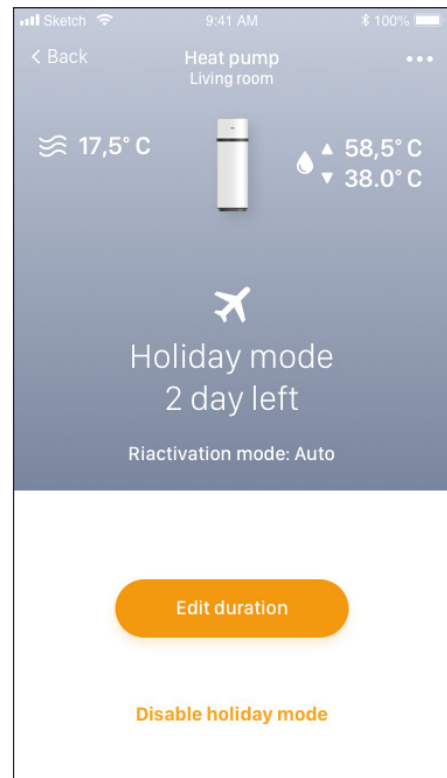 Sketch 9:41 AM 100%
< Back Heat pump •••
Living room
17,5° C ▲ 58,5° C
▼ 38.0° C
Holiday mode
2 day left
Riactivation mode: Auto
Edit duration
Disable holiday mode